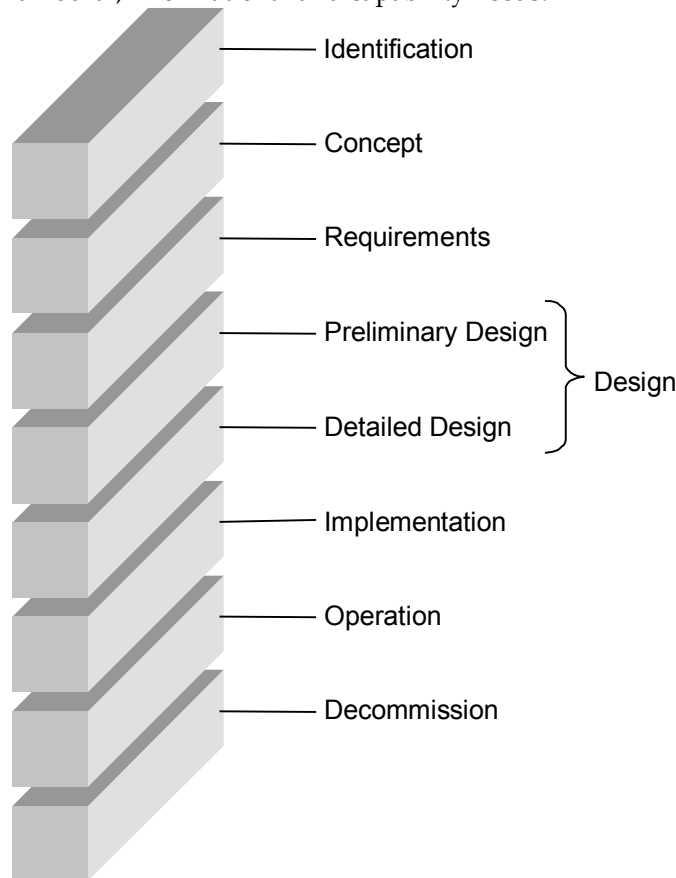 Identification
Concept
Requirements
Preliminary Design
Design
Detailed Design
Implementation
Operation
Decommission